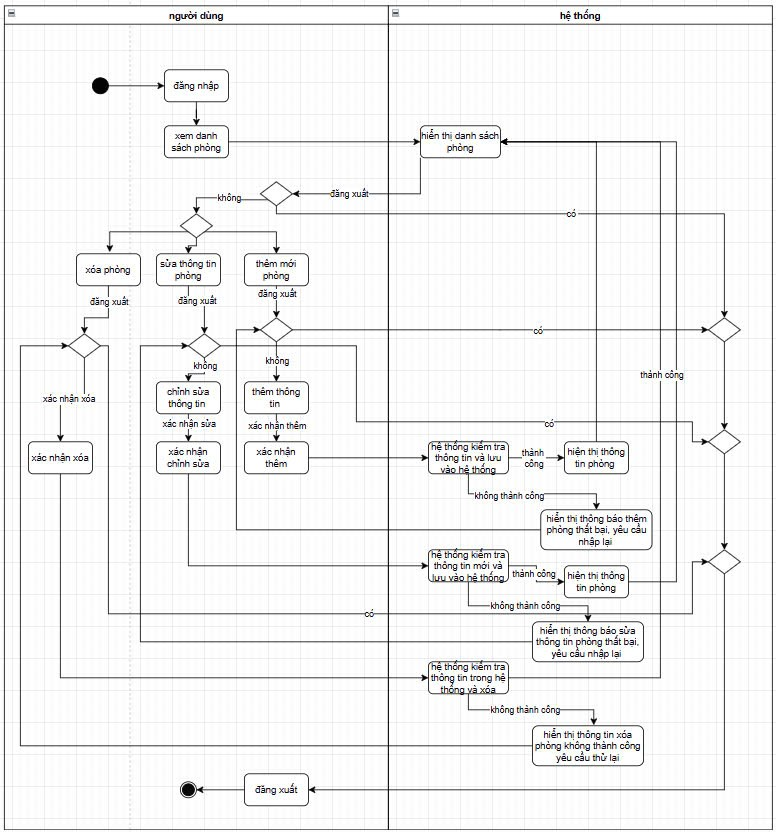 người dùng
hệ thống
đăng nhập
xem danh
sách phòng
hiển thị danh sách
phòng
không
đăng xuất
có
xóa phòng
sửa thông tin
phòng
thêm mới
phòng
đăng xuất
đăng xuất
đăng xuất
có
không
không
thành công
xác nhận xóa
chỉnh sửa
thông tin
thêm thông
tin
xác nhận sửa
xác nhận thêm
có
xác nhận xóa
xác nhận
chỉnh sửa
xác nhận
thêm
hệ thống kiểm tra
thông tin và lưu
vào hệ thống
thành
công
hiện thị thông
tin phòng
không thành công
hiển thị thông báo thêm
phòng thất bại, yêu cầu
nhập lại
hệ thống kiểm tra
thông tin mới và
lưu vào hệ thống
thành công
hiện thị thông
tin phòng
không thành công
có
hiển thị thông báo sửa
thông tin phòng thất bại,
yêu cầu nhập lại
hệ thống kiểm tra
thông tin trong hệ
thống và xóa
không thành công
hiển thị thông tin xóa
phòng không thành công
yêu cầu thử lại
đăng xuất